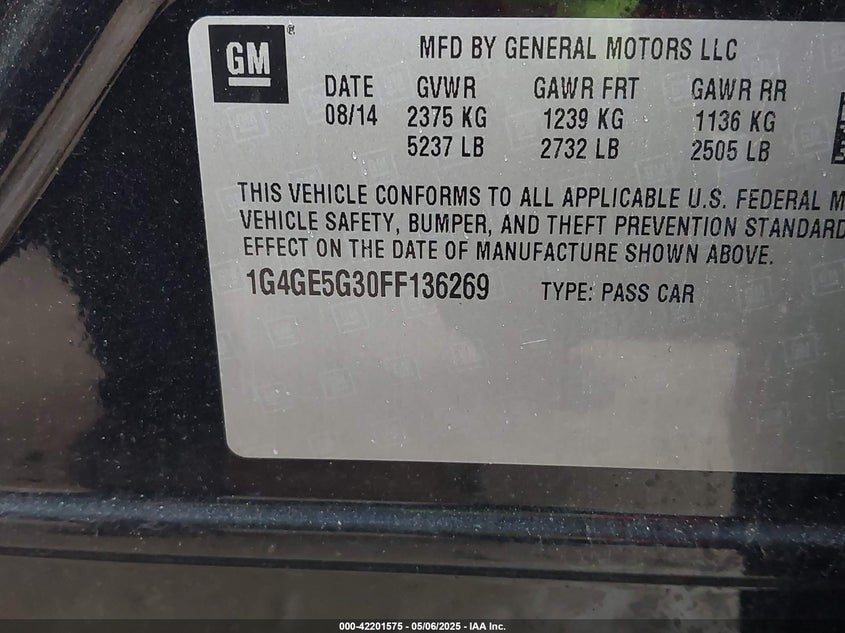 GM®
MFD BY GENERAL MOTORS LLC
DATE GVWR GAWR FRT GAWR RR
08/14 2375 KG 1239 KG 1136 KG
5237 LB 2732 LB 2505 LB
THIS VEHICLE CONFORMS TO ALL APPLICABLE U.S. FEDERAL M
VEHICLE SAFETY, BUMPER, AND THEFT PREVENTION STANDARD
EFFECT ON THE DATE OF MANUFACTURE SHOWN ABOVE.
1G4GE5G30FF136269 TYPE: PASS CAR
000-42201575 - 05/06/2025 - IAA Inc.